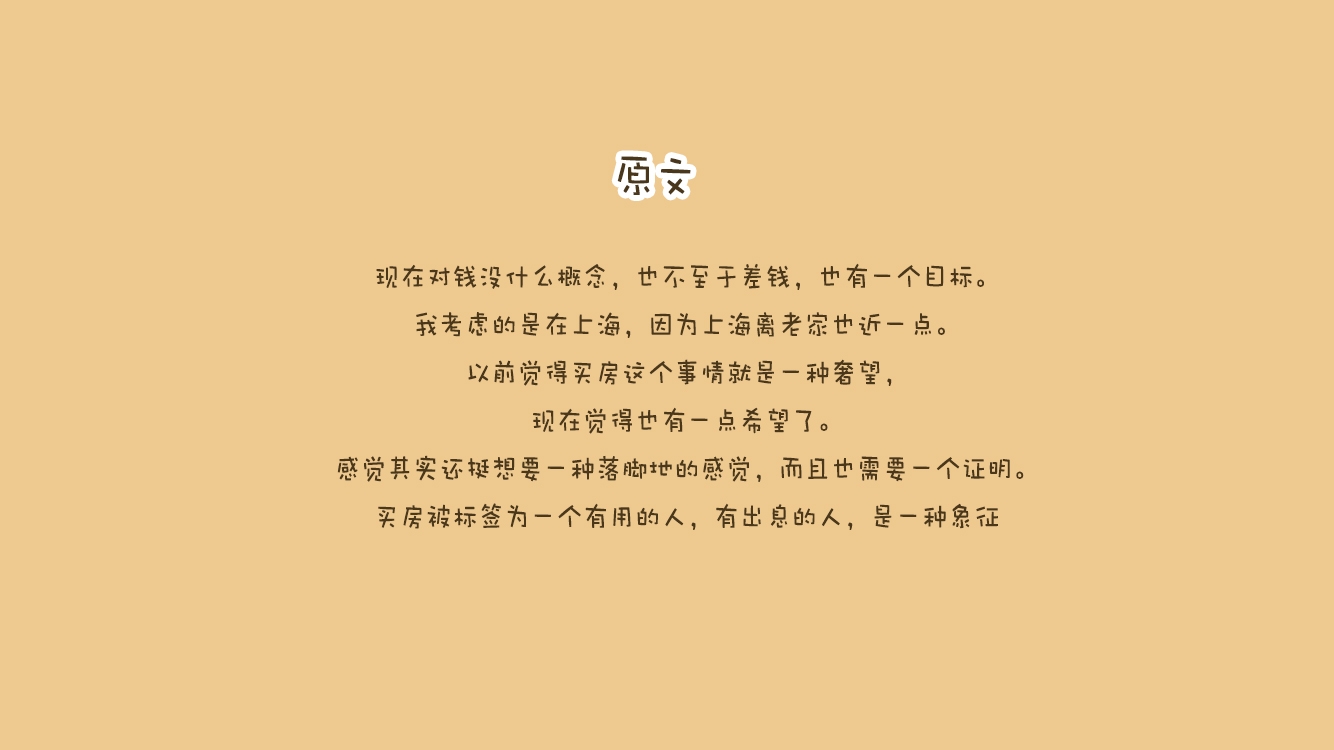 原文
现在对钱没什么概念，也不至于差钱，也有一个目标。
我考虑的是在上海，因为上海离老家也近一点。
以前觉得买房这个事情就是一种奢望，
现在觉得也有一点希望了。
感觉其实还挺想要一种落脚地的感觉，而且也需要一个证明。
买房被标签为一个有用的人，有出息的人，是一种象征